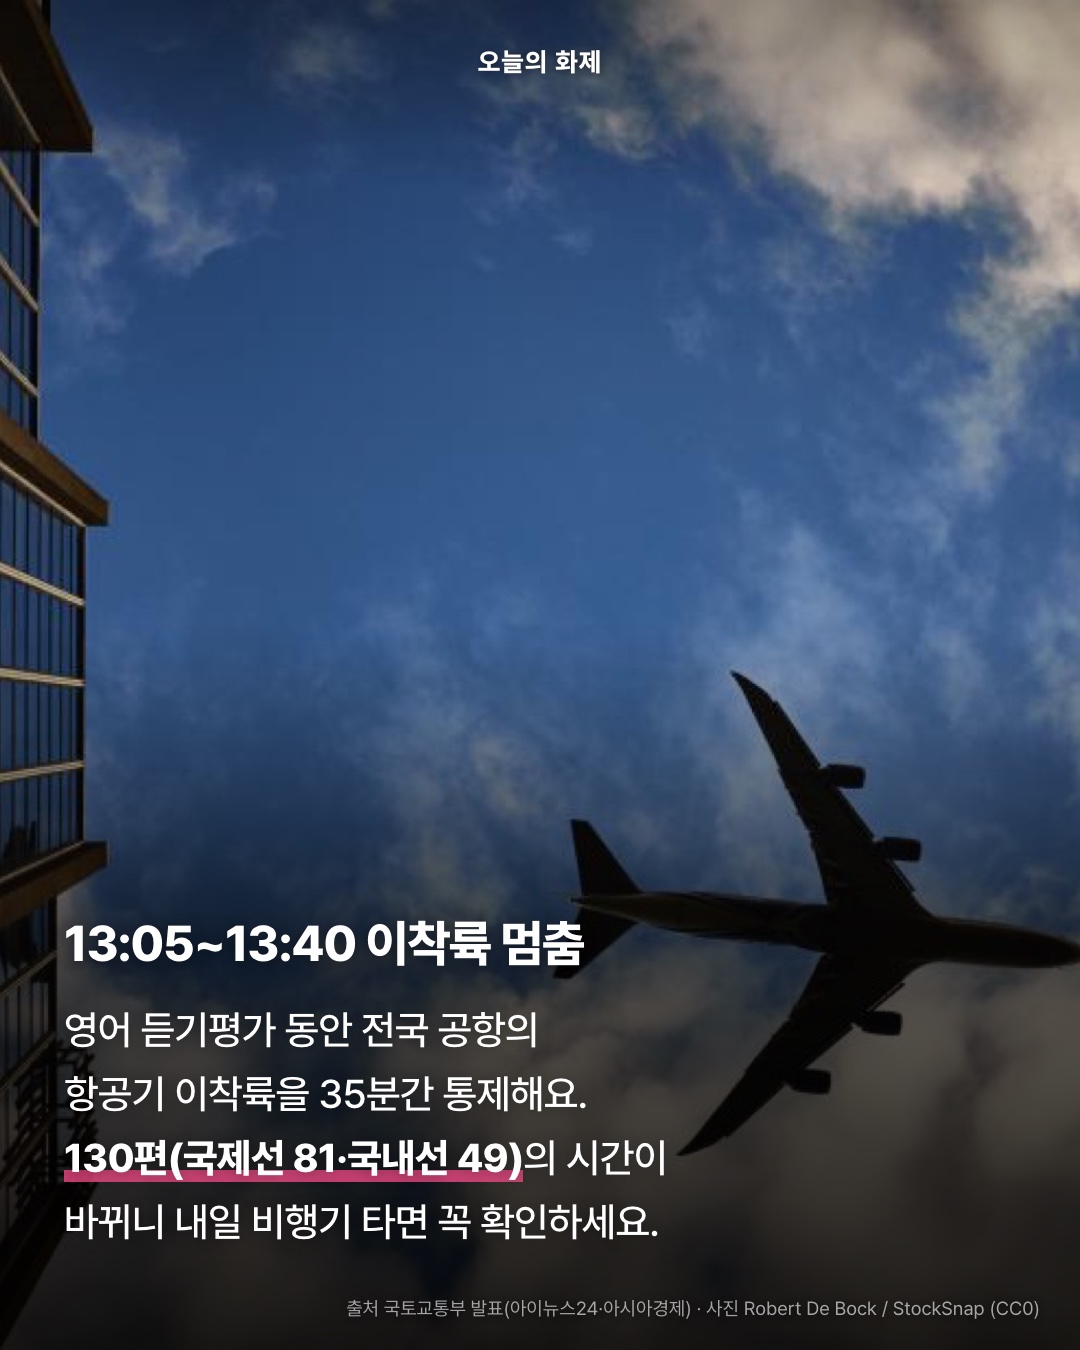 오늘의 화제
13:05~13:40 이착륙 멈춤
영어 듣기평가 동안 전국 공항의
항공기 이착륙을 35분간 통제해요.
130편(국제선 81·국내선 49)의 시간이
바뀌니 내일 비행기 타면 꼭 확인하세요.
출처 국토교통부 발표(아이뉴스24·아시아경제) · 사진 Robert De Bock / StockSnap (CC0)